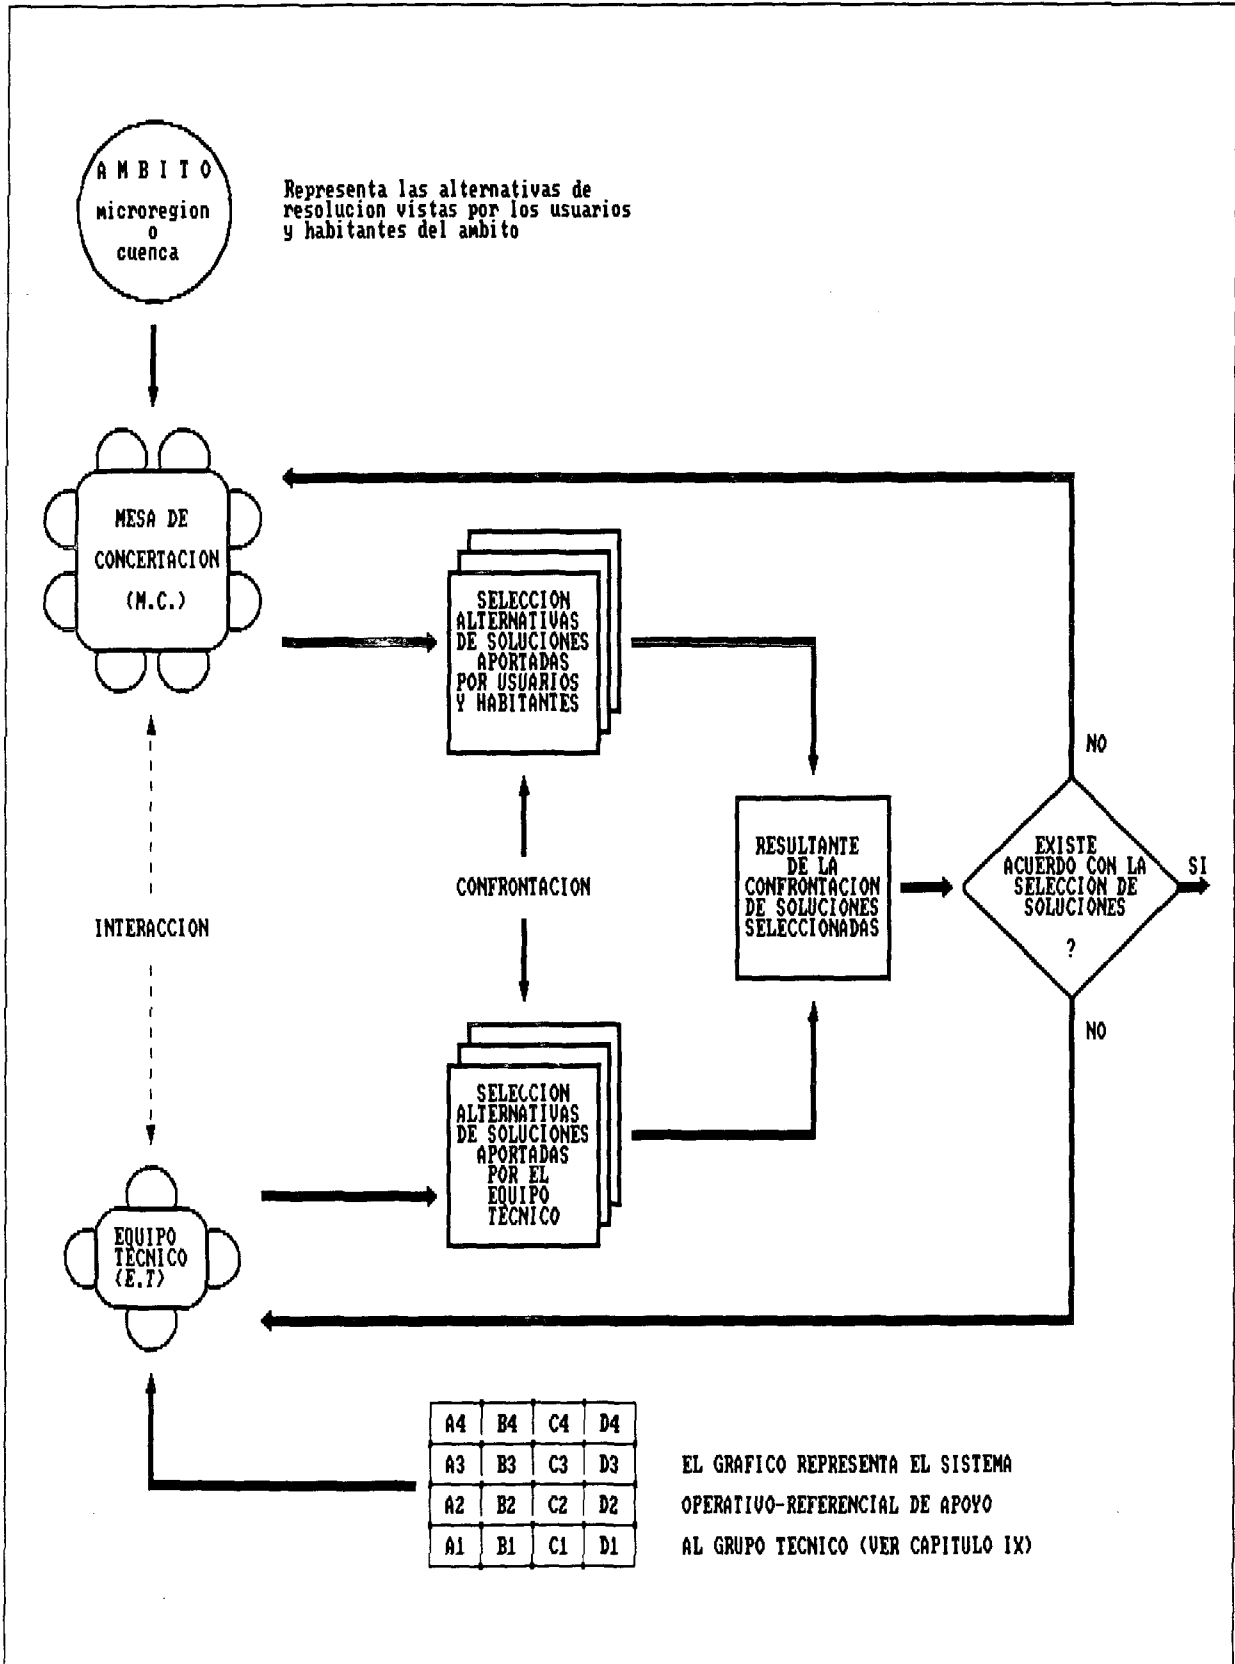 A M B I T O
microregion
o
cuenca
Representa las alternativas de
resolucion vistas por los usuarios
y habitantes del ambito
MESA DE
CONCERTACION
(M.C.)
SELECCION
ALTERNATIVAS
DE SOLUCIONES
APORTADAS
POR USUARIOS
Y HABITANTES
NO
RESULTANTE
DE LA
CONFRONTACION
DE SOLUCIONES
SELECCIONADAS
EXISTE
ACUERDO CON LA
SELECCION DE
SOLUCIONES
?
SI
CONFRONTACION
INTERACCION
NO
SELECCION
ALTERNATIVAS
DE SOLUCIONES
APORTADAS
POR EL
EQUIPO
TECNICO
EQUIPO
TECNICO
(E.T)
A4 B4 C4 D4
A3 B3 C3 D3
A2 B2 C2 D2
A1 B1 C1 D1
EL GRAFICO REPRESENTA EL SISTEMA
OPERATIVO-REFERENCIAL DE APOYO
AL GRUPO TECNICO (VER CAPITULO IX)